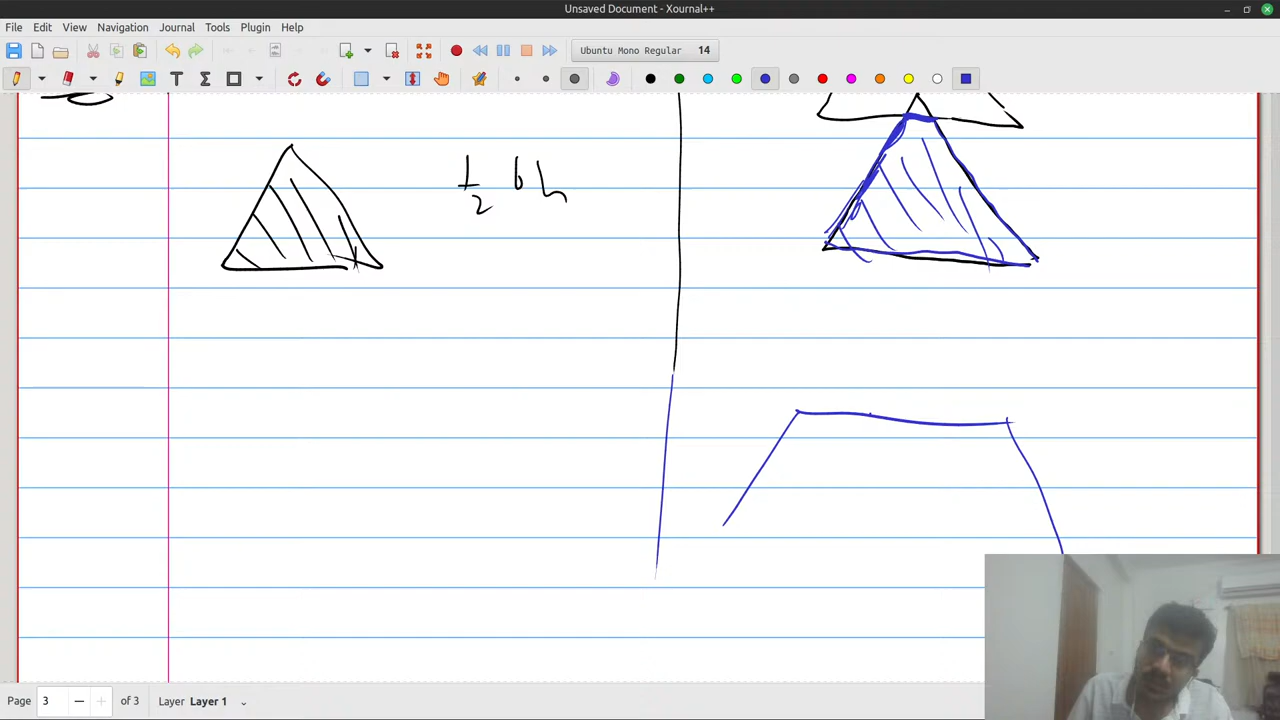 Unsaved Document - Xournal++
File Edit View Navigation Journal Tools Plugin Help
Ubuntu Mono Regular 14
1/2 b h
Page 3 of 3 Layer Layer 1